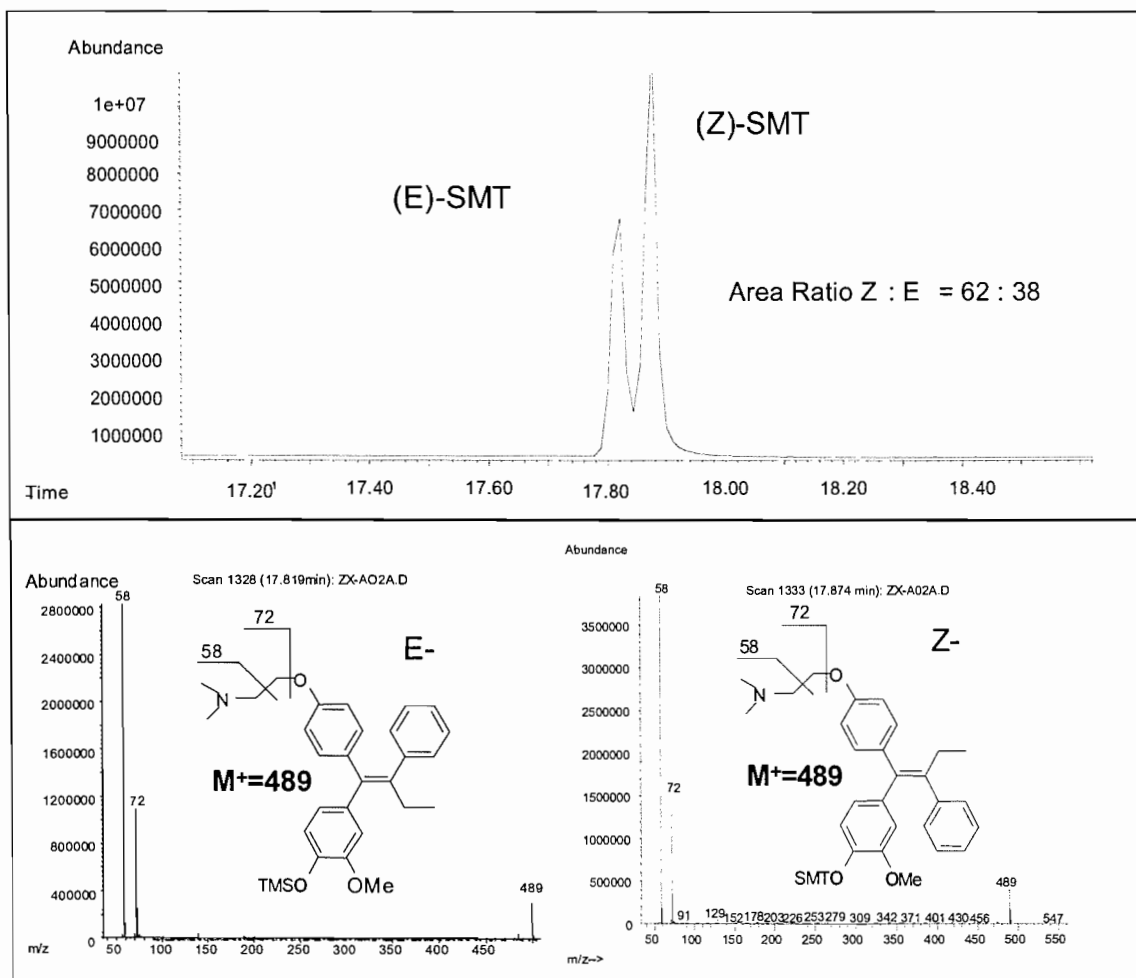 Abundance
1e+07
9000000
8000000
7000000
6000000
5000000
4000000
3000000
2000000
1000000
(Z)-SMT
(E)-SMT
Area Ratio Z : E = 62 : 38
Time
17.20 17.40 17.60 17.80 18.00 18.20 18.40
Abundance
Scan 1328 (17.819min): ZX-AO2A.D
58
2800000
2400000
2000000
1600000
1200000
800000
400000
0
72
58
72
E-
N
O
M+=489
TMSO
OMe
489
m/z
50 100 150 200 250 300 350 400 450
Abundance
Scan 1333 (17.874 min): ZX-A02A.D
58
3500000
3000000
2500000
2000000
1500000
1000000
500000
0
72
58
72
Z-
N
O
M+=489
SMTO
OMe
91 129 152 178 203 226 253 279 309 342 371 401 430 456 489 547
50 100 150 200 250 300 350 400 450 500 550
m/z-->